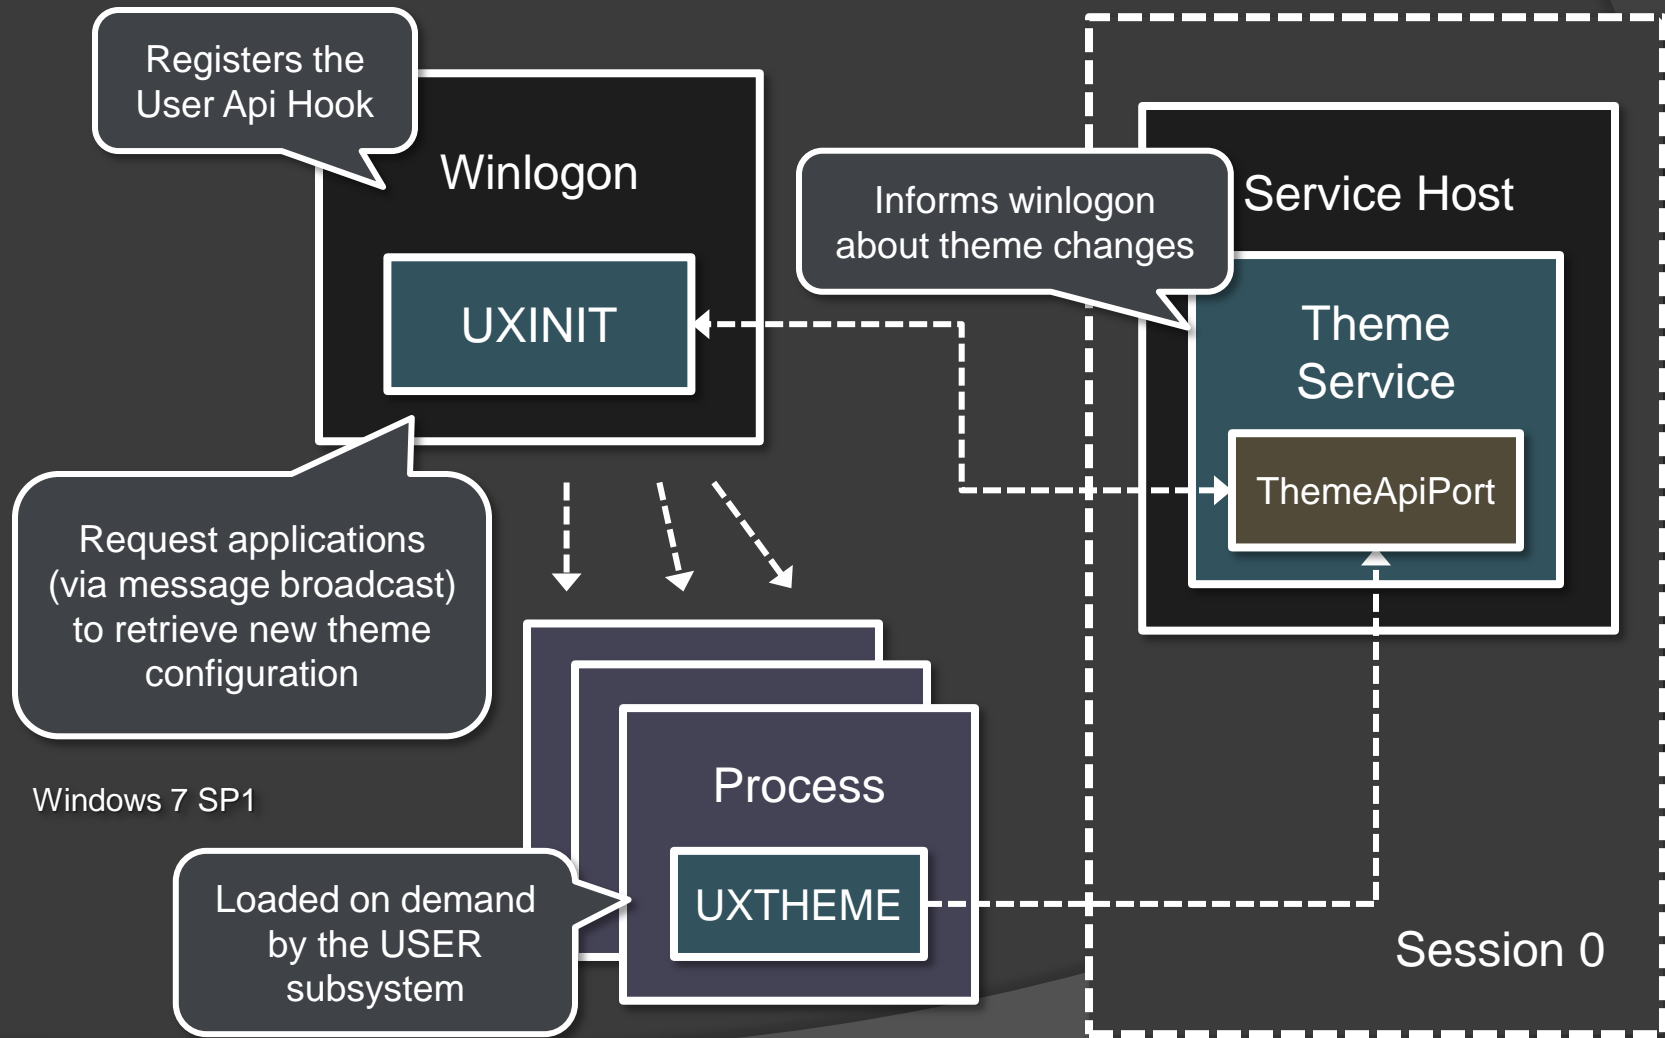 Registers the
User Api Hook
Winlogon
UXINIT
Informs winlogon
about theme changes
Service Host
Theme
Service
ThemeApiPort
Request applications
(via message broadcast)
to retrieve new theme
configuration
Windows 7 SP1
Process
UXTHEME
Loaded on demand
by the USER
subsystem
Session 0